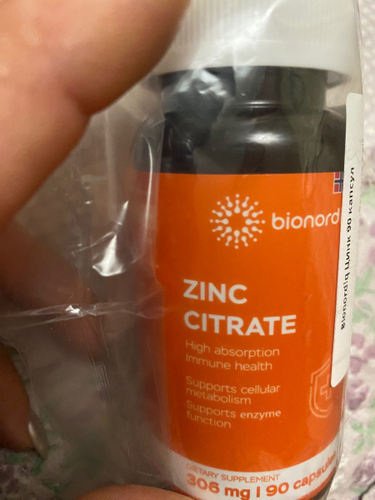 bionord
ZINC
CITRATE
High absorption
Immune health
Supports cellular
metabolism
Supports enzyme
function
DIETARY SUPPLEMENT
306 mg | 90 capsules
Bionord'q Цинк 90 капсул